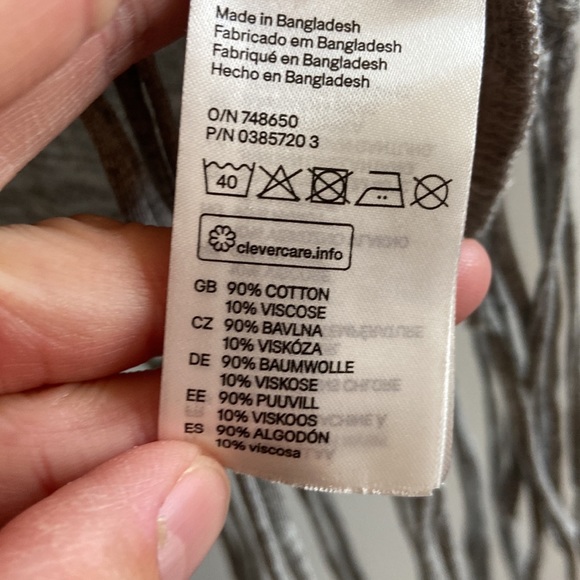 Made in Bangladesh
Fabricado em Bangladesh
Fabriqué en Bangladesh
Hecho en Bangladesh
O/N 748650
P/N 0385720 3
40
clevercare.info
GB 90% COTTON
10% VISCOSE
CZ 90% BAVLNA
10% VISKÓZA
DE 90% BAUMWOLLE
10% VISKOSE
EE 90% PUUVILL
10% VISKOOS
ES 90% ALGODÓN
10% viscosa